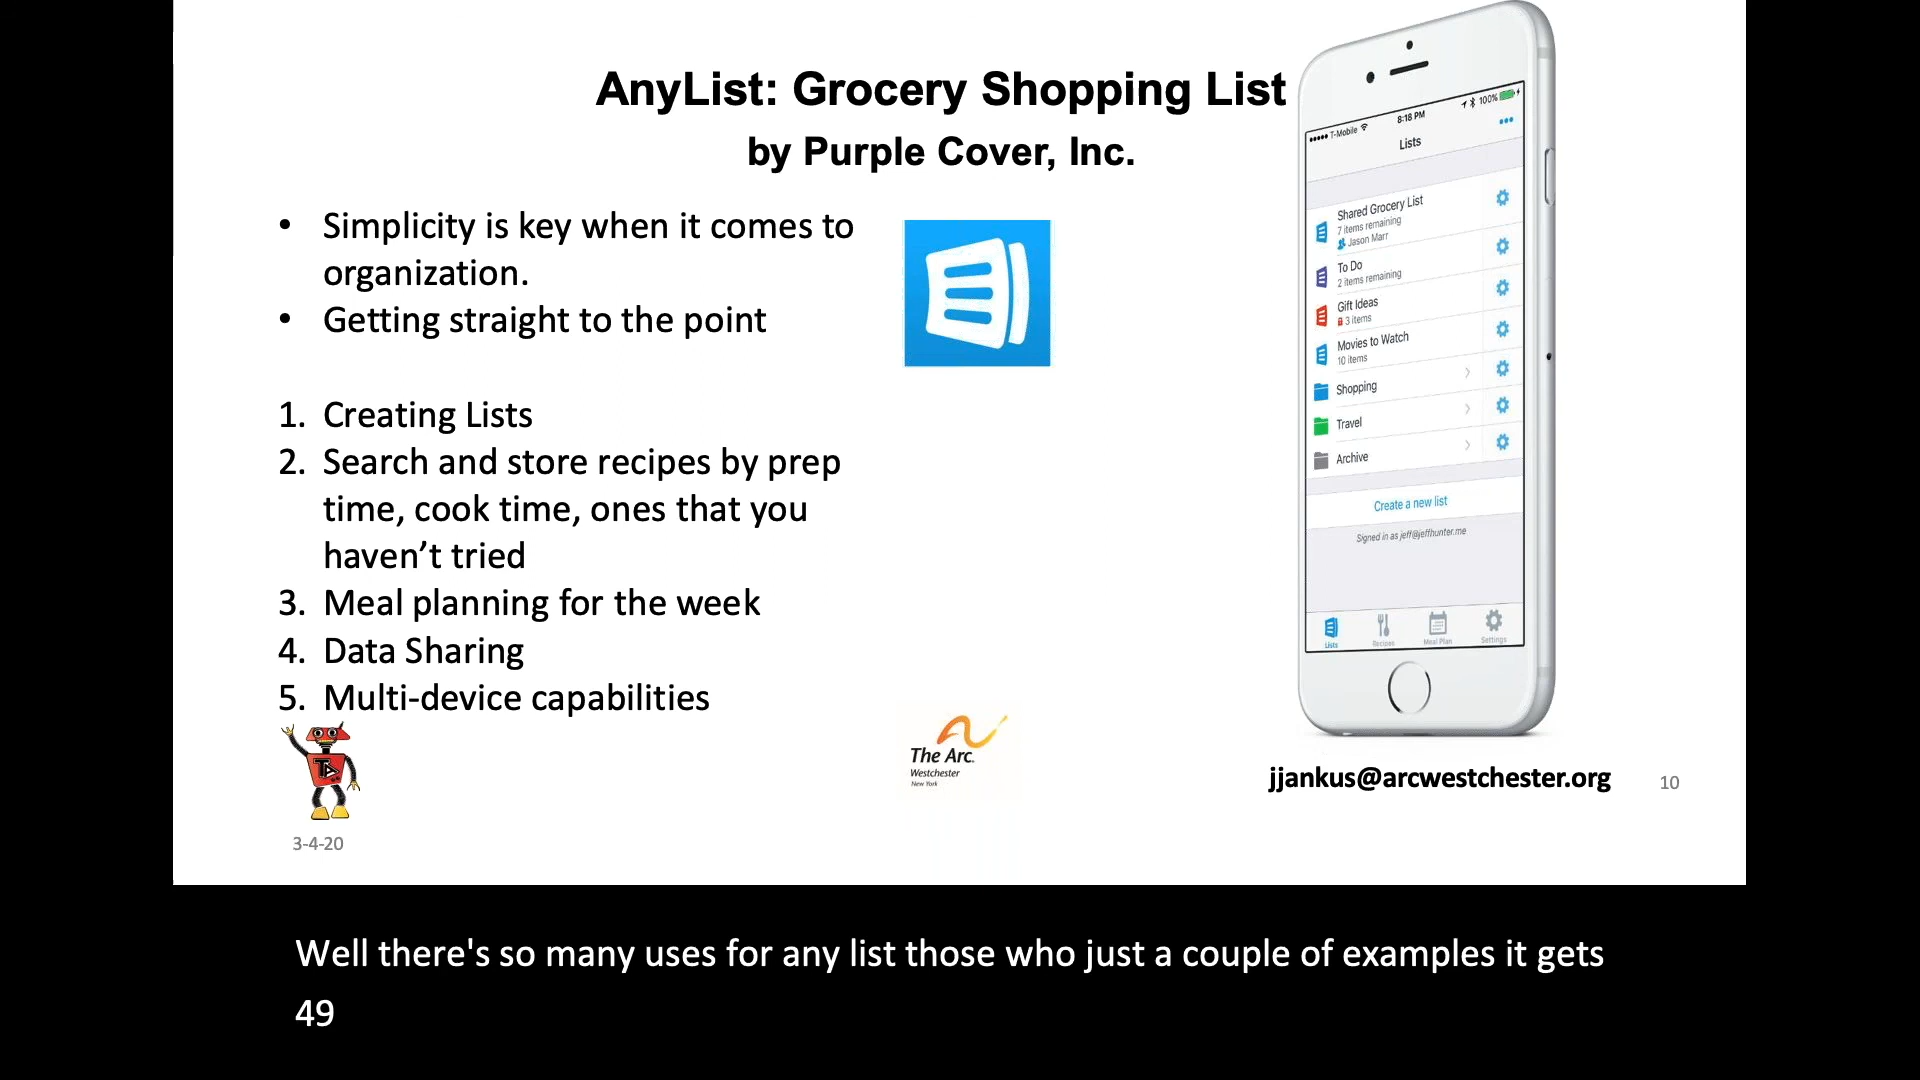 AnyList: Grocery Shopping List
by Purple Cover, Inc.
• Simplicity is key when it comes to
organization.
• Getting straight to the point
1. Creating Lists
2. Search and store recipes by prep
time, cook time, ones that you
haven’t tried
3. Meal planning for the week
4. Data Sharing
5. Multi-device capabilities
T-Mobile 8:18 PM 100%
Lists
Shared Grocery List
7 items remaining
Jason Marr
To Do
2 items remaining
Gift Ideas
3 items
Movies to Watch
10 items
Shopping
Travel
Archive
Create a new list
Signed in as jeff@jeffhunter.me
Lists Recipes Meal Plan Settings
The Arc.
Westchester
New York
jjankus@arcwestchester.org
10
3-4-20
Well there's so many uses for any list those who just a couple of examples it gets
49